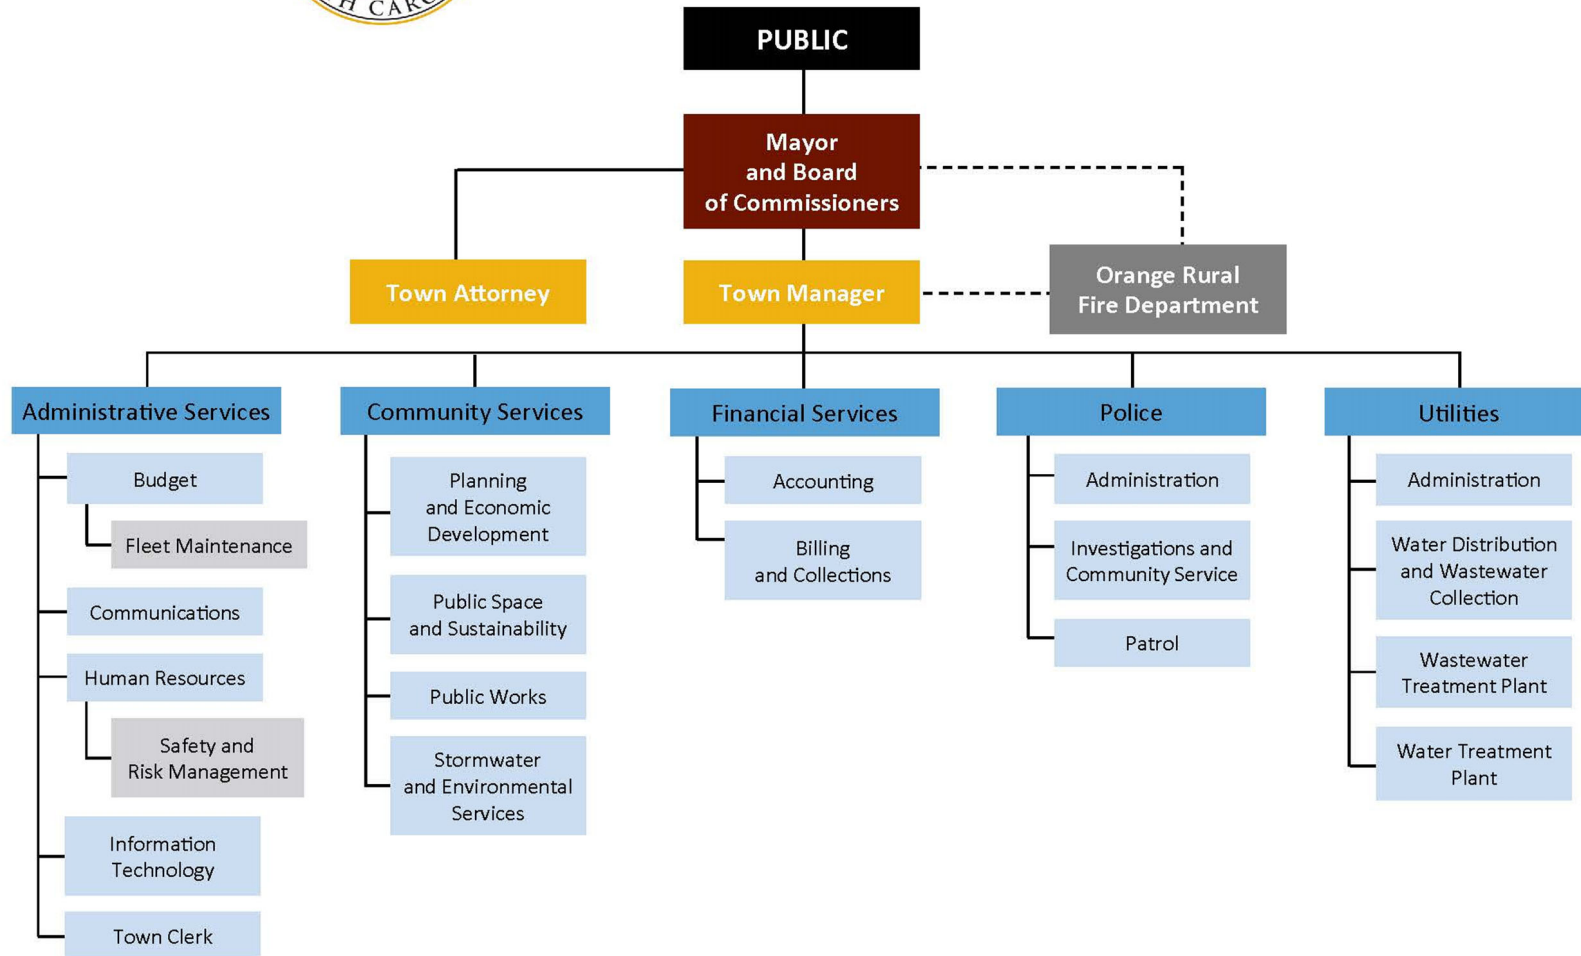 PUBLIC
Mayor
and Board
of Commissioners
Town Attorney
Town Manager
Orange Rural
Fire Department
Administrative Services
Budget
Fleet Maintenance
Communications
Human Resources
Safety and
Risk Management
Information
Technology
Town Clerk
Community Services
Planning
and Economic
Development
Public Space
and Sustainability
Public Works
Stormwater
and Environmental
Services
Financial Services
Accounting
Billing
and Collections
Police
Administration
Investigations and
Community Service
Patrol
Utilities
Administration
Water Distribution
and Wastewater
Collection
Wastewater
Treatment Plant
Water Treatment
Plant